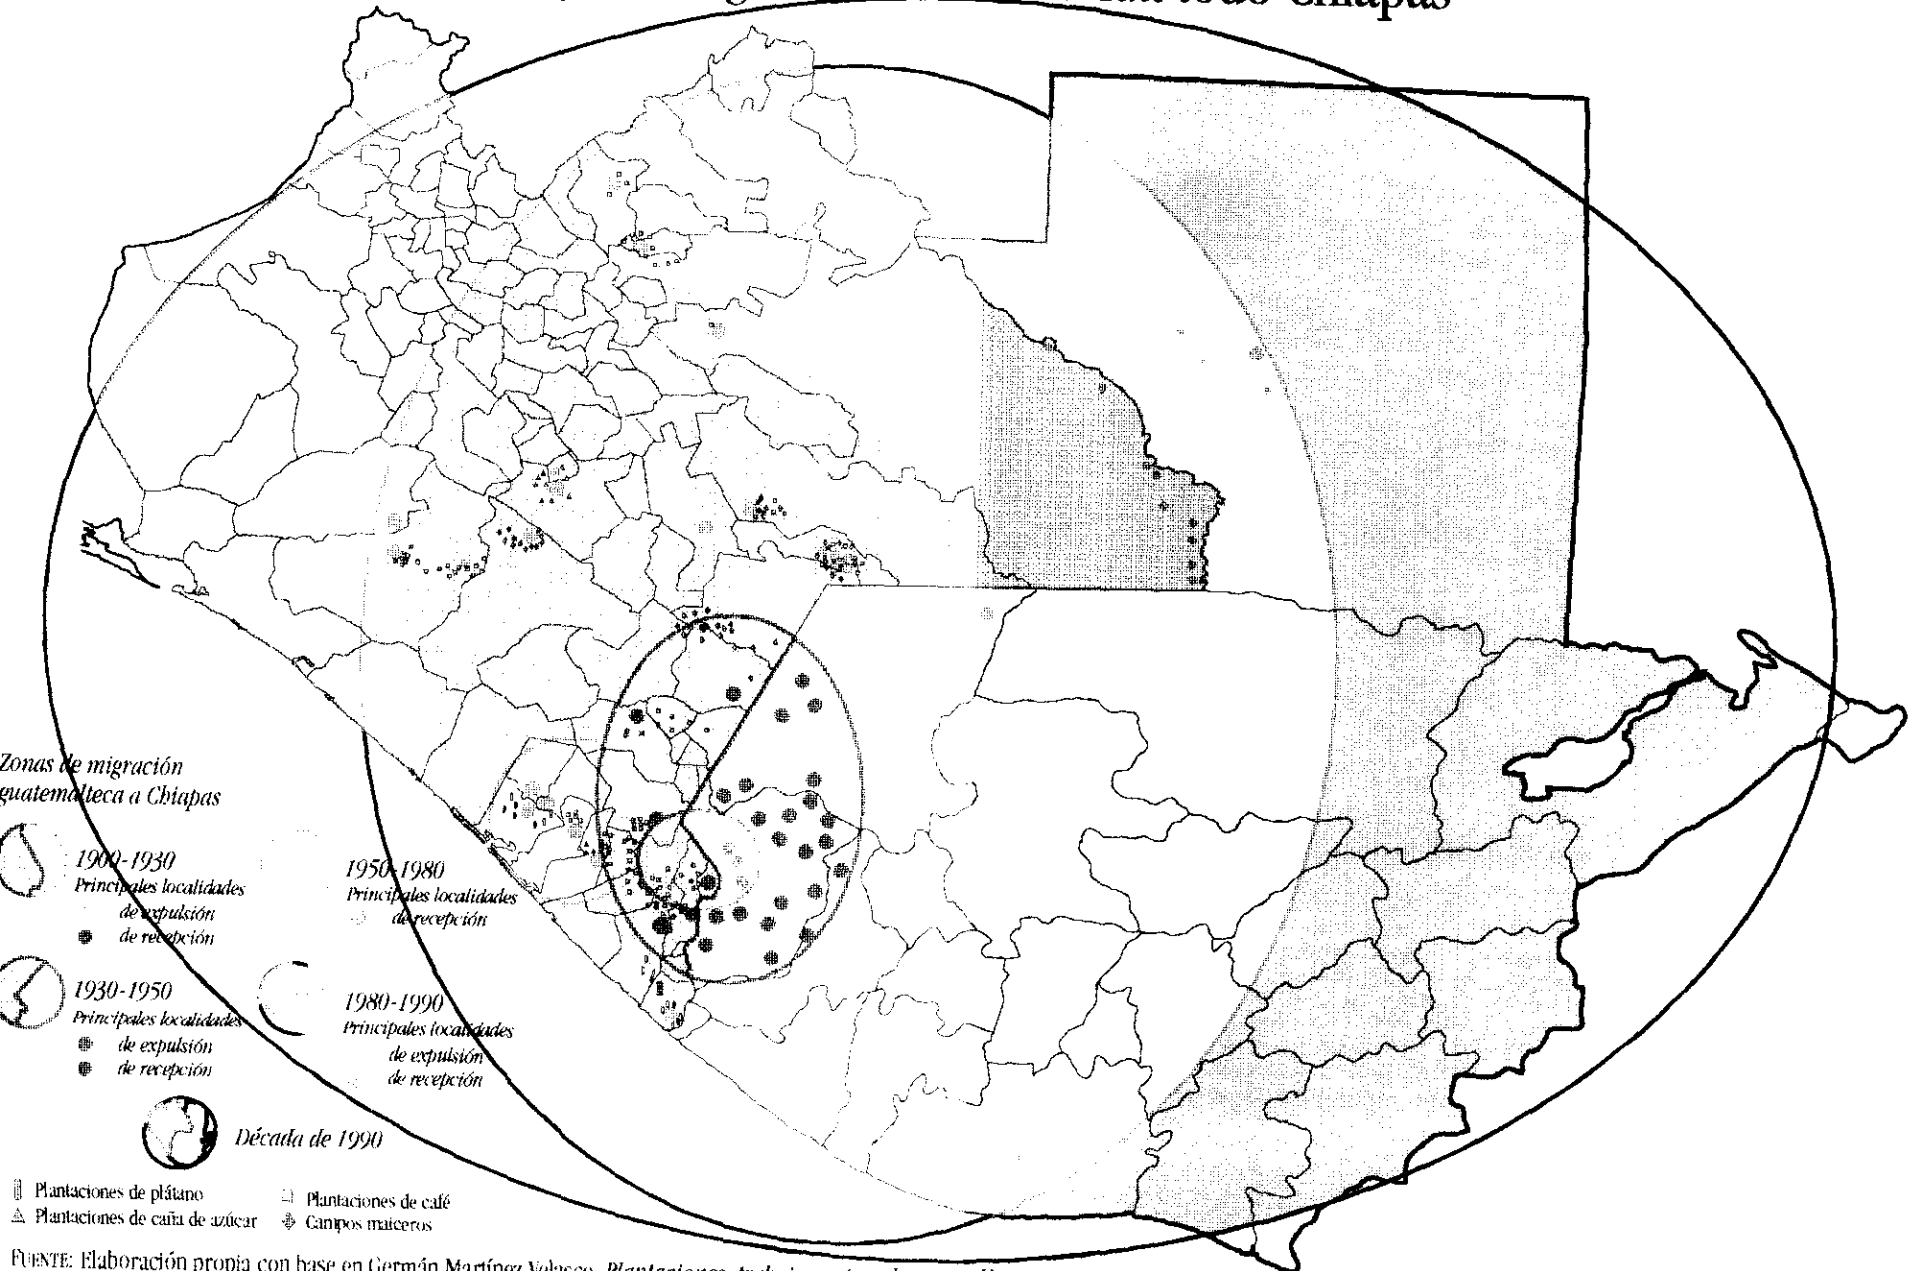 todo Chiapas
Zonas de migración
guatemalteca a Chiapas
1900-1930
Principales localidades
de expulsión
de recepción
1930-1950
Principales localidades
de expulsión
de recepción
1950-1980
Principales localidades
de recepción
1980-1990
Principales localidades
de expulsión
de recepción
Década de 1990
Plantaciones de plátano
Plantaciones de caña de azúcar
Plantaciones de café
Campos maiceros
FUENTE: Elaboración propia con base en Germán Martínez Velasco, Plantaciones,